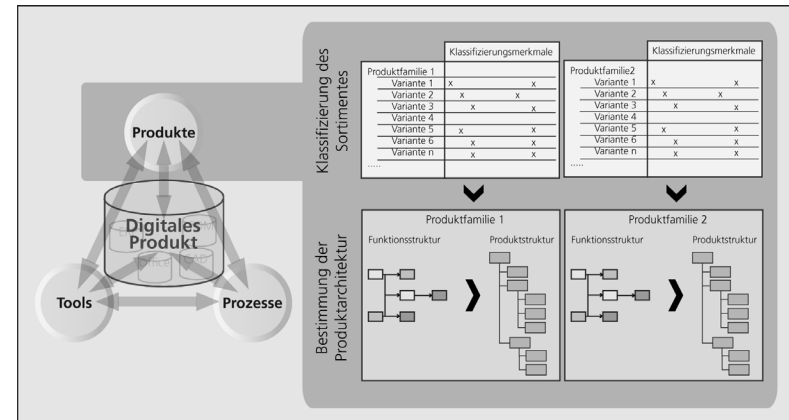 Produkte
Digitales
Produkt
Tools
Prozesse
Klassifizierung des
Sortimentes
Klassifizierungsmerkmale
Produktfamilie 1
Variante 1 x x
Variante 2 x x
Variante 3 x x
Variante 4
Variante 5 x x
Variante 6 x x
Variante n x x
.....
Klassifizierungsmerkmale
Produktfamilie2
Variante 1 x x
Variante 2 x x
Variante 3 x x
Variante 4
Variante 5 x x
Variante 6 x x
Variante n x x
.....
Bestimmung der
Produktarchitektur
Produktfamilie 1
Funktionsstruktur Produktstruktur
Produktfamilie 2
Funktionsstruktur Produktstruktur